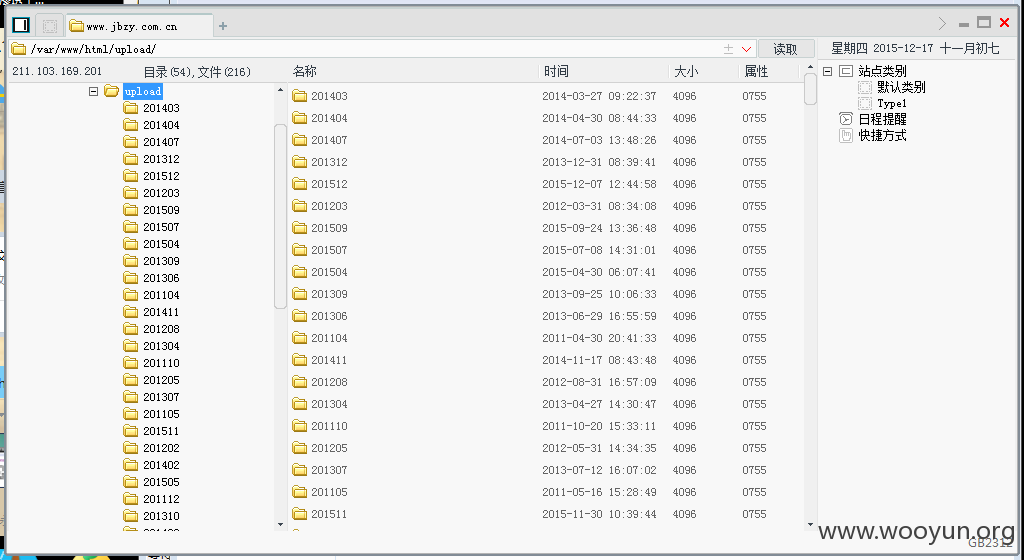 www.jbzy.com.cn
/var/www/html/upload/ 读取 星期四 2015-12-17 十一月初七
211.103.169.201 目录(54),文件(216) 名称 时间 大小 属性
upload
201403
201404
201407
201312
201512
201203
201509
201507
201504
201309
201306
201104
201411
201208
201304
201110
201205
201307
201105
201511
201202
201402
201505
201112
201310
201403 2014-03-27 09:22:37 4096 0755
201404 2014-04-30 08:44:33 4096 0755
201407 2014-07-03 13:48:26 4096 0755
201312 2013-12-31 08:39:41 4096 0755
201512 2015-12-07 12:44:58 4096 0755
201203 2012-03-31 08:34:08 4096 0755
201509 2015-09-24 13:36:48 4096 0755
201507 2015-07-08 14:31:01 4096 0755
201504 2015-04-30 06:07:41 4096 0755
201309 2013-09-25 10:06:33 4096 0755
201306 2013-06-29 16:55:59 4096 0755
201104 2011-04-30 20:41:33 4096 0755
201411 2014-11-17 08:43:48 4096 0755
201208 2012-08-31 16:57:09 4096 0755
201304 2013-04-27 14:30:47 4096 0755
201110 2011-10-20 15:33:11 4096 0755
201205 2012-05-31 14:34:35 4096 0755
201307 2013-07-12 16:07:02 4096 0755
201105 2011-05-16 15:28:49 4096 0755
201511 2015-11-30 10:39:44 4096 0755
站点类别
默认类别
Type1
日程提醒
快捷方式
www.wooyun.org
GB2312